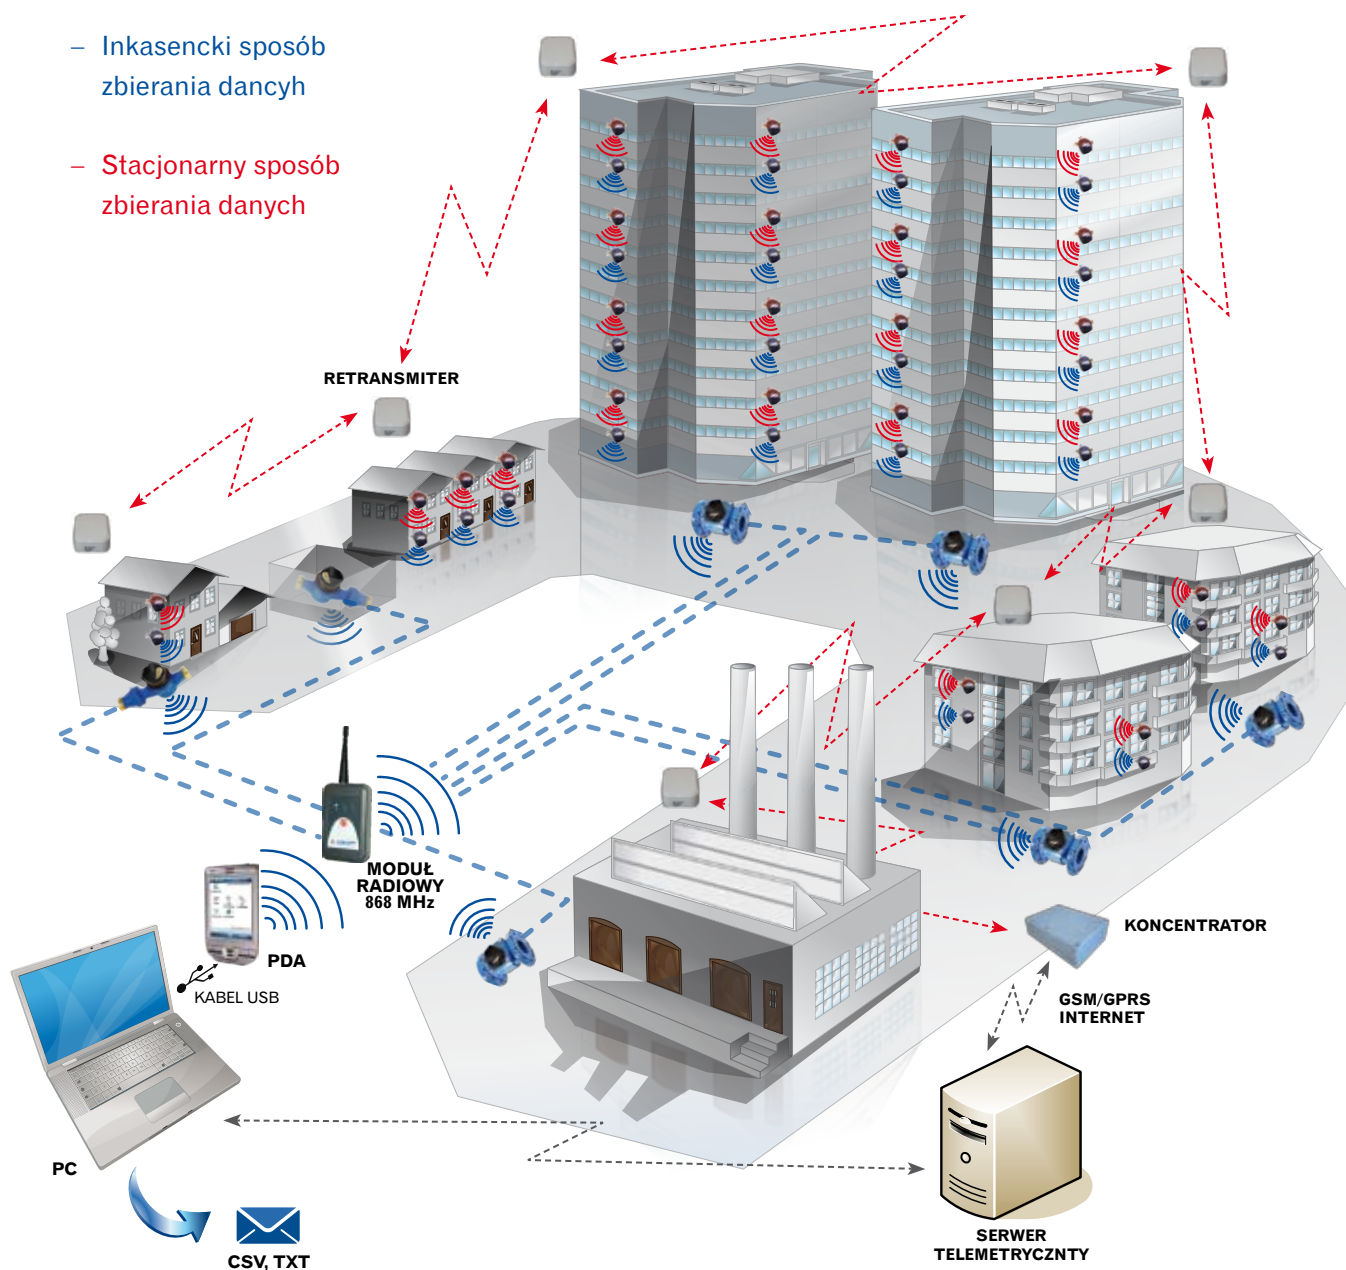 – Inkasencki sposób
zbierania dancyh
– Stacjonarny sposób
zbierania danych
RETRANSMITER
MODUŁ
RADIOWY
868 MHz
PDA
KABEL USB
KONCENTRATOR
GSM/GPRS
INTERNET
PC
CSV, TXT
SERWER
TELEMETRYCZNTY